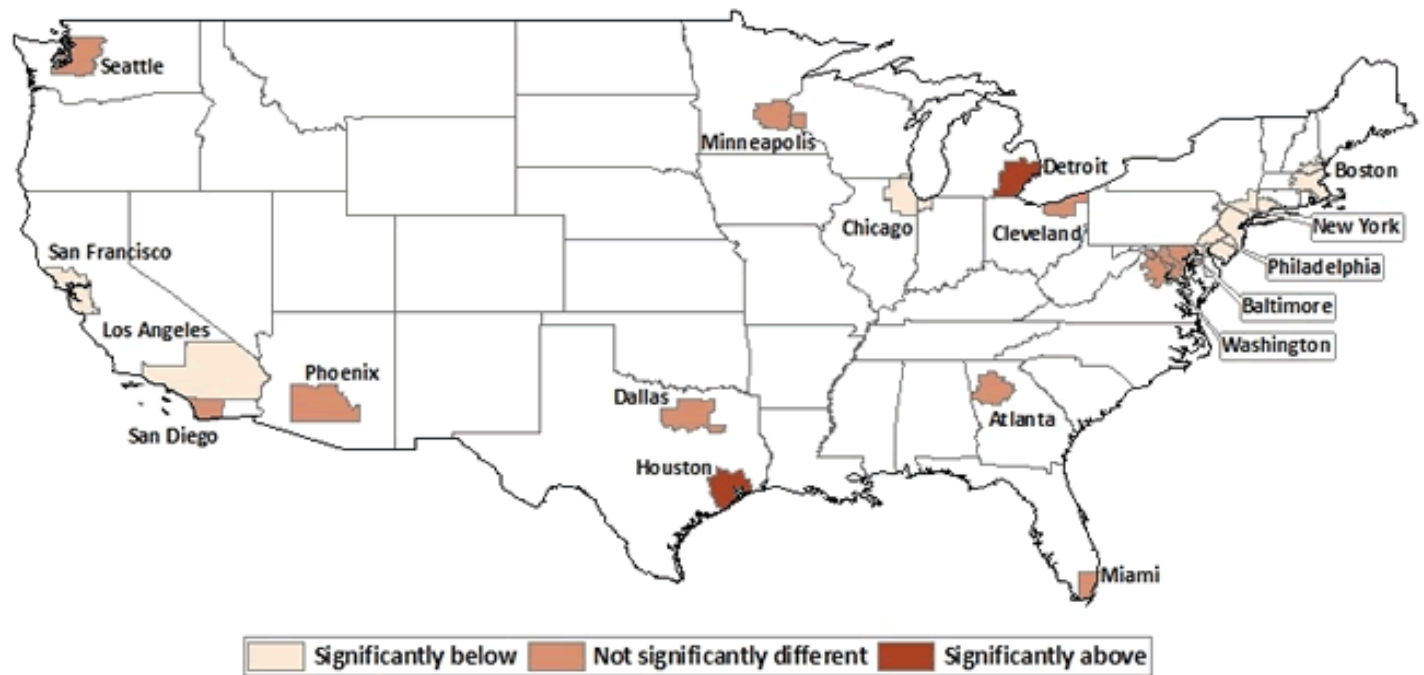 Seattle
Minneapolis
Detroit
Boston
Chicago
Cleveland
New York
San Francisco
Philadelphia
Baltimore
Los Angeles
Washington
Phoenix
Dallas
Atlanta
San Diego
Houston
Miami
Significantly below
Not significantly different
Significantly above